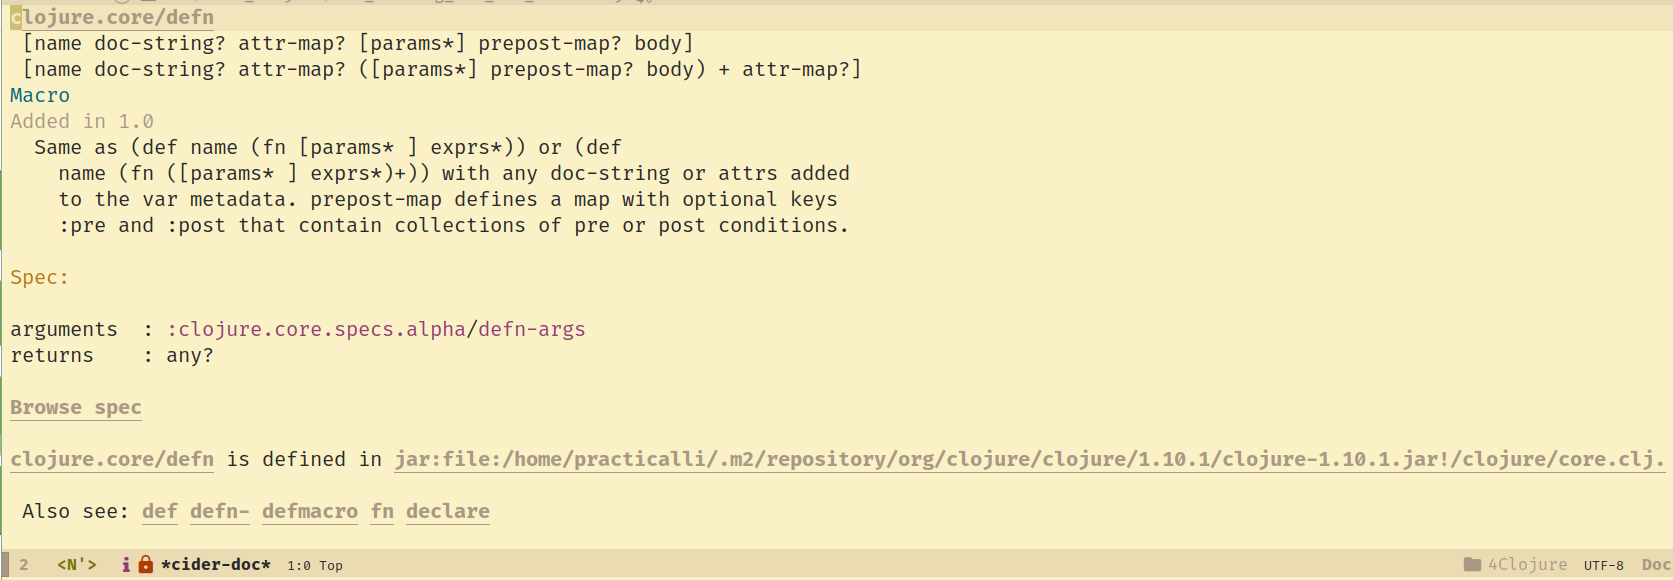 clojure.core/defn
[name doc-string? attr-map? [params*] prepost-map? body]
[name doc-string? attr-map? ([params*] prepost-map? body) + attr-map?]
Macro
Added in 1.0
Same as (def name (fn [params* ] exprs*)) or (def
name (fn ([params* ] exprs*)+)) with any doc-string or attrs added
to the var metadata. prepost-map defines a map with optional keys
:pre and :post that contain collections of pre or post conditions.
Spec:
arguments : :clojure.core.specs.alpha/defn-args
returns : any?
Browse spec
clojure.core/defn is defined in jar:file:/home/practicalli/.m2/repository/org/clojure/clojure/1.10.1/clojure-1.10.1.jar!/clojure/core.clj.
Also see: def defn- defmacro fn declare
2 <N'> i *cider-doc* 1:0 Top 4Clojure UTF-8 Doc